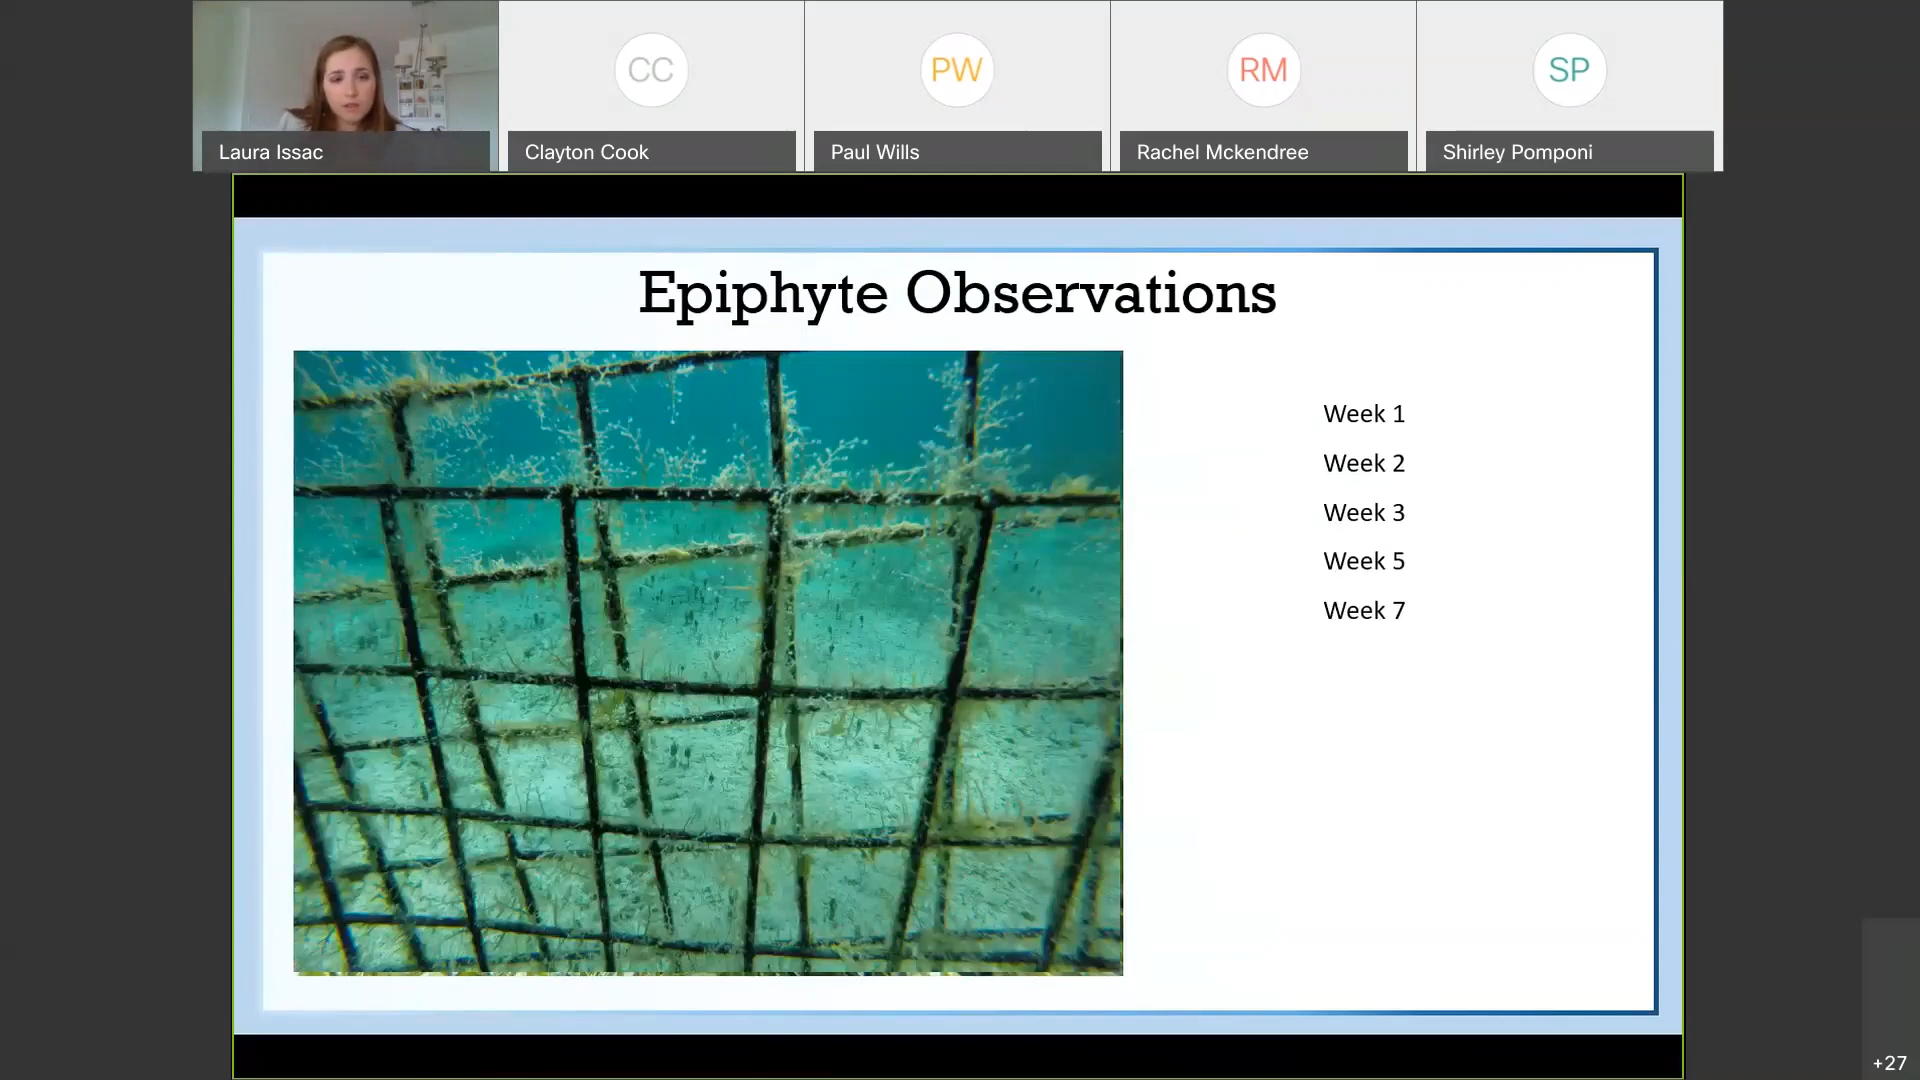 CC
PW
RM
SP
Laura Issac
Clayton Cook
Paul Wills
Rachel Mckendree
Shirley Pomponi
Epiphyte Observations
Week 1
Week 2
Week 3
Week 5
Week 7
+27